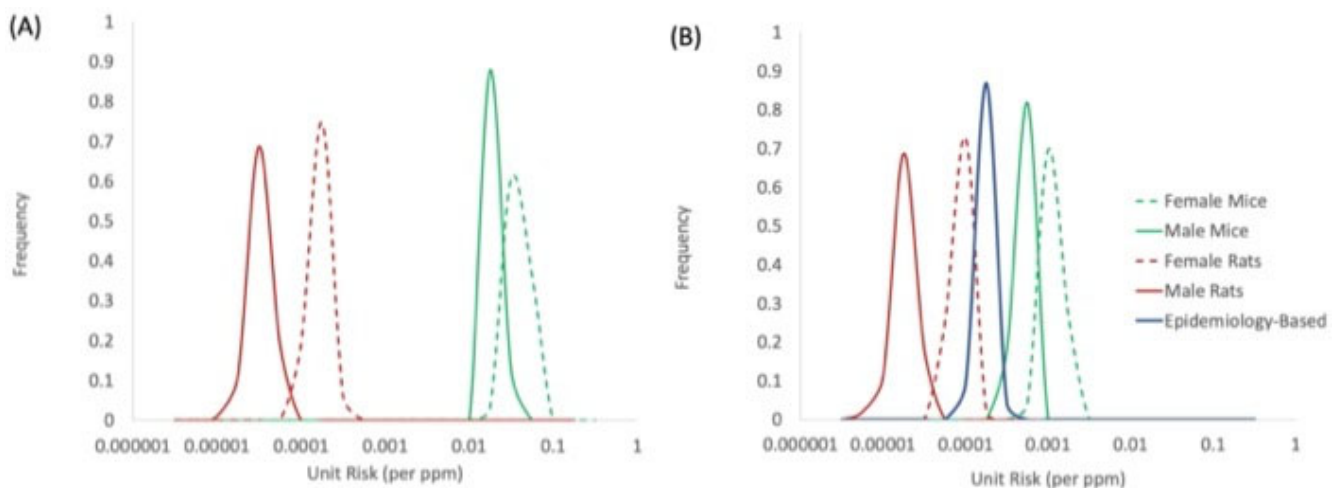 (A)
1
0.9
0.8
0.7
0.6
0.5
0.4
0.3
0.2
0.1
0
Frequency
0.000001 0.00001 0.0001 0.001 0.01 0.1 1
Unit Risk (per ppm)
(B)
1
0.9
0.8
0.7
0.6
0.5
0.4
0.3
0.2
0.1
0
Frequency
0.000001 0.00001 0.0001 0.001 0.01 0.1 1
Unit Risk (per ppm)
Female Mice
Male Mice
Female Rats
Male Rats
Epidemiology-Based